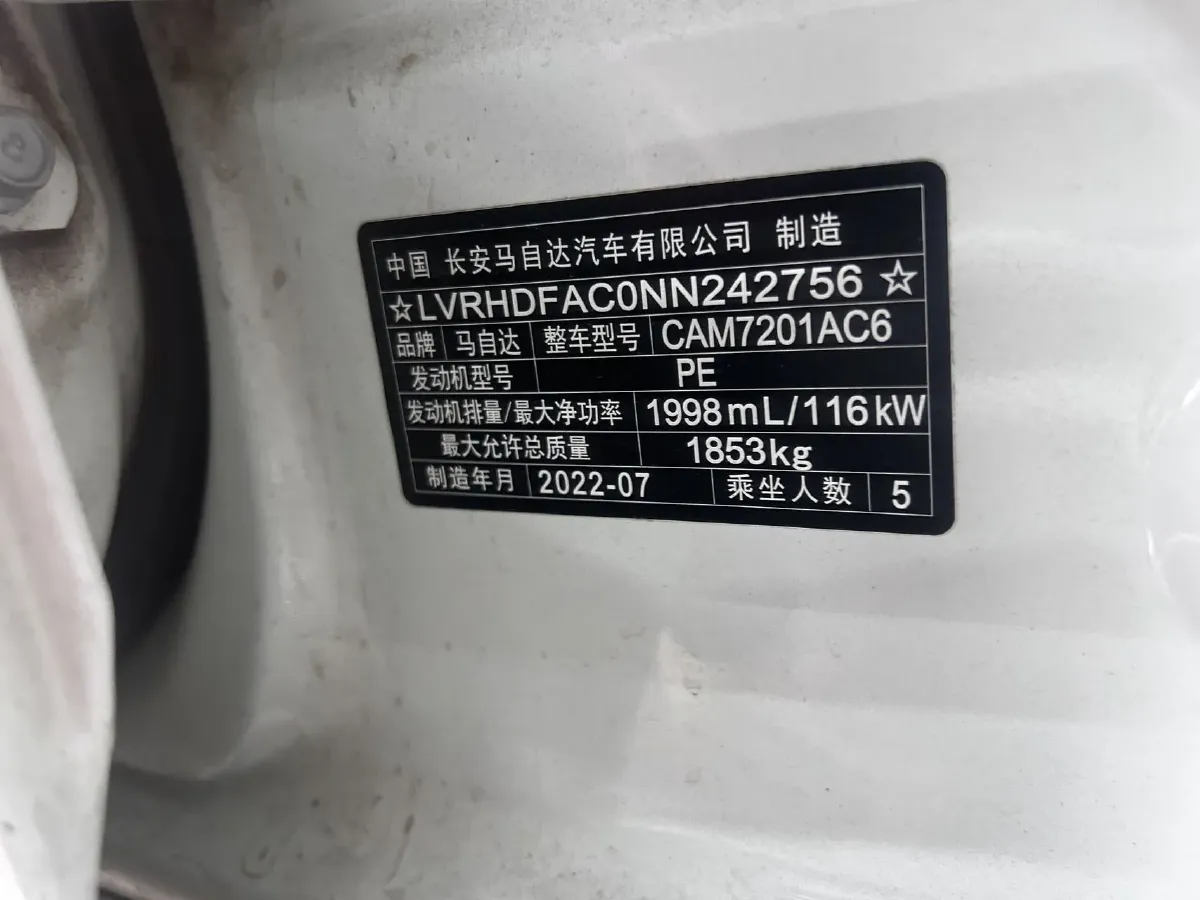 中国 长安马自达汽车有限公司 制造
☆LVRHDFAC0NN242756☆
品牌 马自达 整车型号 CAM7201AC6
发动机型号 PE
发动机排量/最大净功率 1998mL/116kW
最大允许总质量 1853kg
制造年月 2022-07 乘坐人数 5